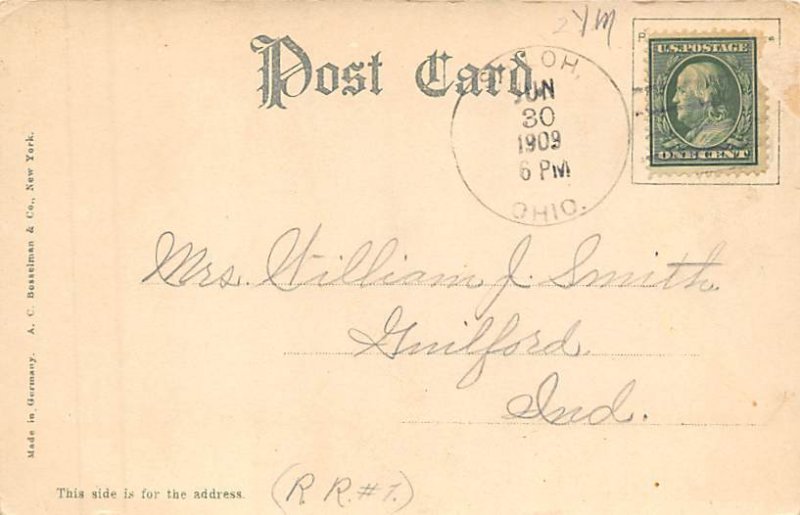 2YM
Post Card
OH,
JUN
30
1909
6 PM
OHIO.
U.S. POSTAGE
ONE CENT
Mrs. William J. Smith
Guilford,
Ind.
(R. R. #1.)
This side is for the address.
Made in Germany. A. C. Bosselman & Co., New York.